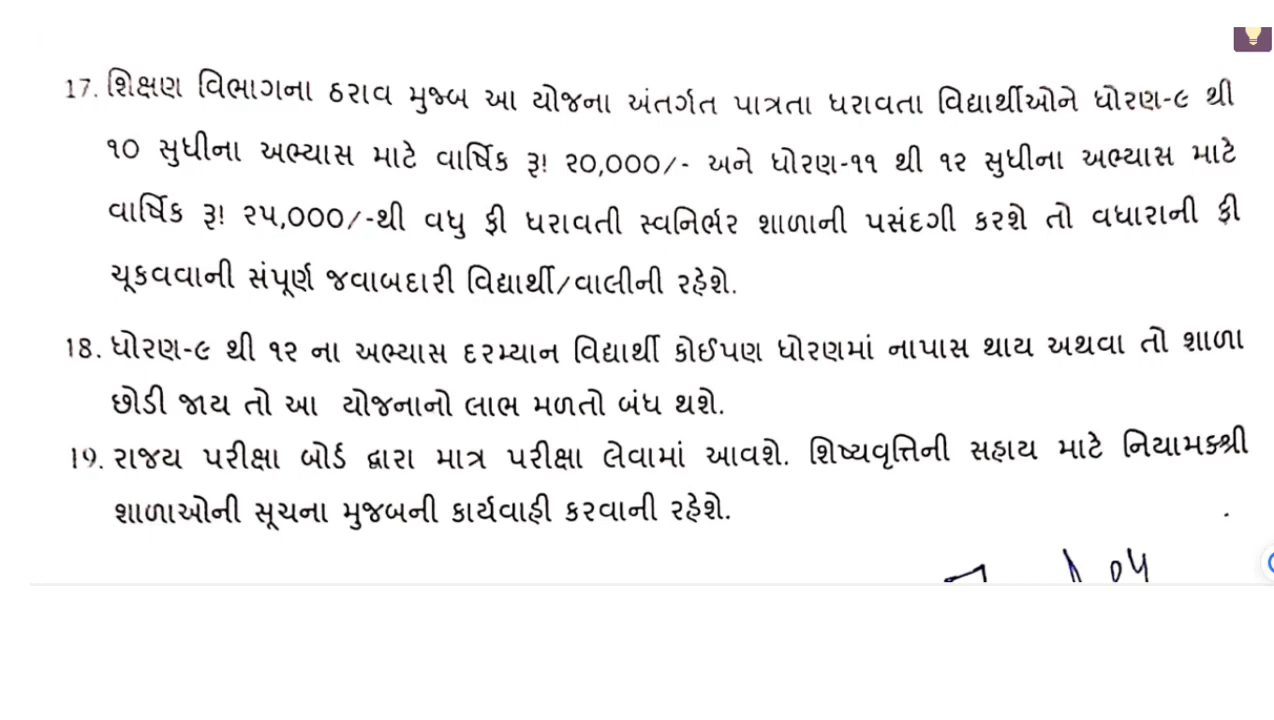 17. શિક્ષણ વિભાગના ઠરાવ મુજબ આ યોજના અંતર્ગત પાત્રતા ધરાવતા વિદ્યાર્થીઓને ધોરણ-૯ થી
૧૦ સુધીના અભ્યાસ માટે વાર્ષિક રૂ! ૨૦,૦૦૦/- અને ધોરણ-૧૧ થી ૧૨ સુધીના અભ્યાસ માટે
વાર્ષિક રૂ! ૨૫,૦૦૦/-થી વધુ ફી ધરાવતી સ્વનિર્ભર શાળાની પસંદગી કરશે તો વધારાની ફી
ચૂકવવાની સંપૂર્ણ જવાબદારી વિદ્યાર્થી/વાલીની રહેશે.
18. ધોરણ-૯ થી ૧૨ ના અભ્યાસ દરમ્યાન વિદ્યાર્થી કોઈપણ ધોરણમાં નાપાસ થાય અથવા તો શાળા
છોડી જાય તો આ યોજનાનો લાભ મળતો બંધ થશે.
19. રાજય પરીક્ષા બોર્ડ દ્વારા માત્ર પરીક્ષા લેવામાં આવશે. શિષ્યવૃત્તિની સહાય માટે નિયામકશ્રી
શાળાઓની સૂચના મુજબની કાર્યવાહી કરવાની રહેશે.